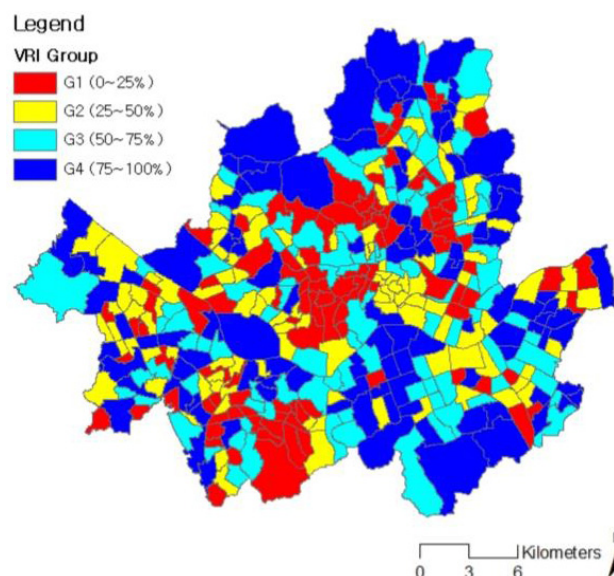 Legend
VRI Group
G1 (0~25%)
G2 (25~50%)
G3 (50~75%)
G4 (75~100%)
Kilometers
0 3 6